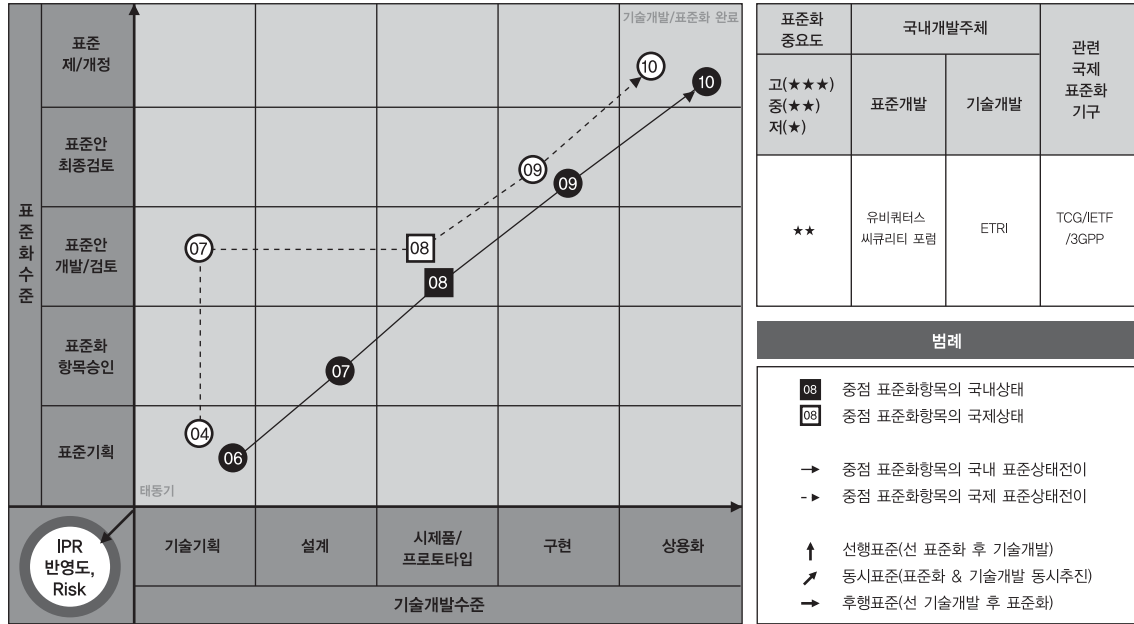 기술개발/표준화 완료
표준
제/개정
표준안
최종검토
표준화수준
표준안
개발/검토
표준화
항목승인
표준기획
10
10
09
09
07
08
08
07
04
06
태동기
IPR
반영도,
Risk
기술기획
설계
시제품/
프로토타입
구현
상용화
기술개발수준
표준화
중요도
국내개발주체
관련
국제
표준화
기구
고(★★★)
중(★★)
저(★)
표준개발
기술개발
★★
유비쿼터스
씨큐리티 포럼
ETRI
TCG/IETF
/3GPP
범례
08 중점 표준화항목의 국내상태
08 중점 표준화항목의 국제상태
중점 표준화항목의 국내 표준상태전이
중점 표준화항목의 국제 표준상태전이
선행표준(선 표준화 후 기술개발)
동시표준(표준화 & 기술개발 동시추진)
후행표준(선 기술개발 후 표준화)